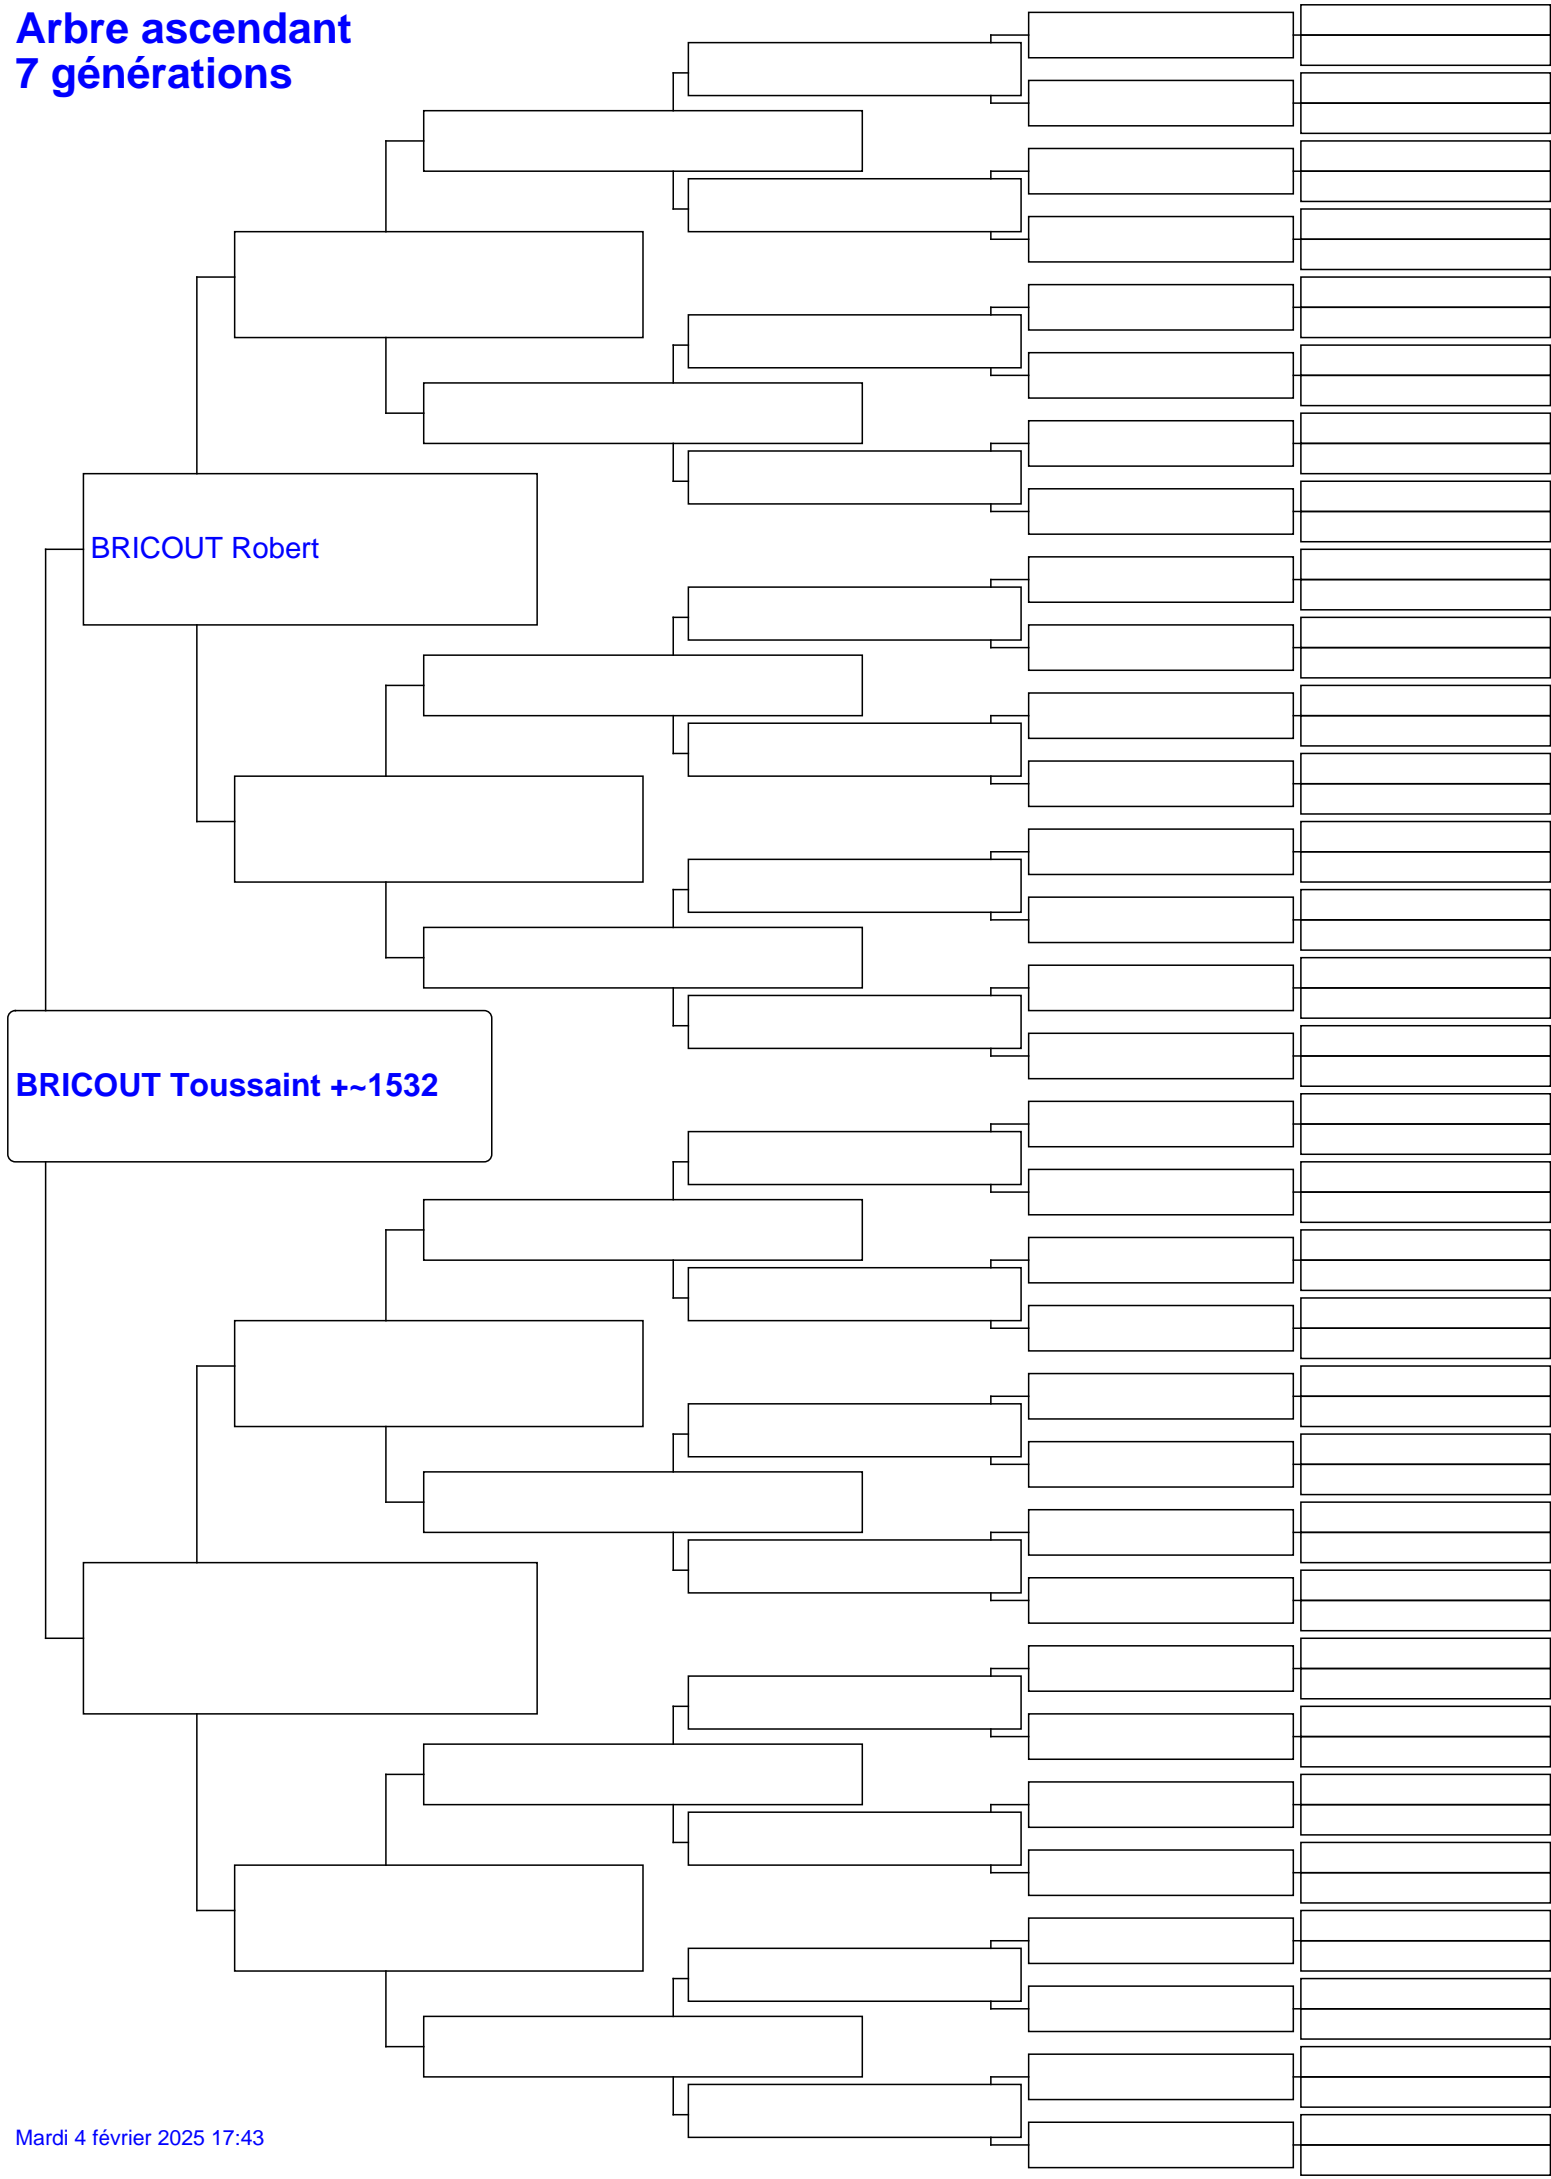 Arbre ascendant
7 générations
BRICOUT Robert
BRICOUT Toussaint +~1532
Mardi 4 février 2025 17:43